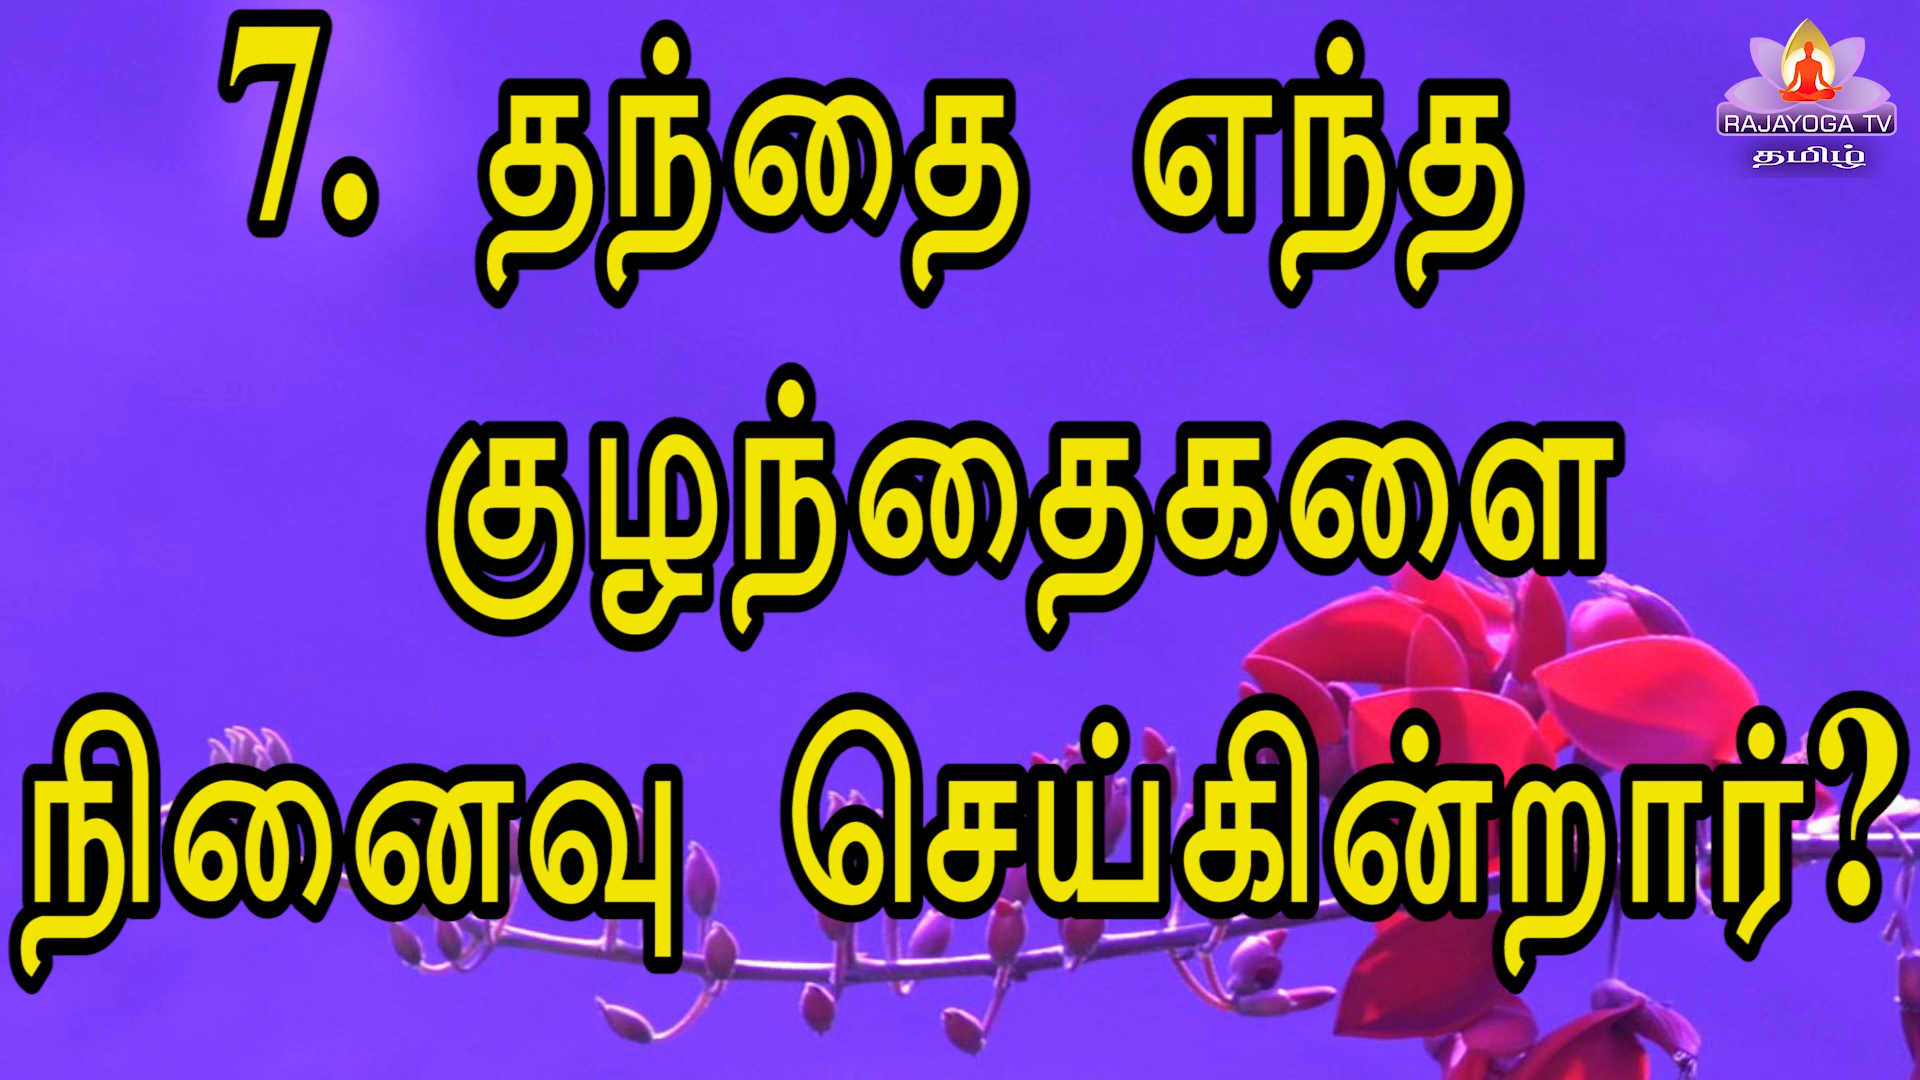 7. தந்தை எந்த
குழந்தைகளை
நினைவு செய்கின்றார்?
RAJAYOGA TV
தமிழ்